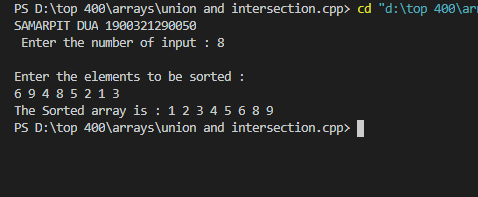 PS D:\top 400\arrays\union and intersection.cpp> cd "d:\top 400\ar
SAMARPIT DUA 1900321290050
Enter the number of input : 8
Enter the elements to be sorted :
6 9 4 8 5 2 1 3
The Sorted array is : 1 2 3 4 5 6 8 9
PS D:\top 400\arrays\union and intersection.cpp>